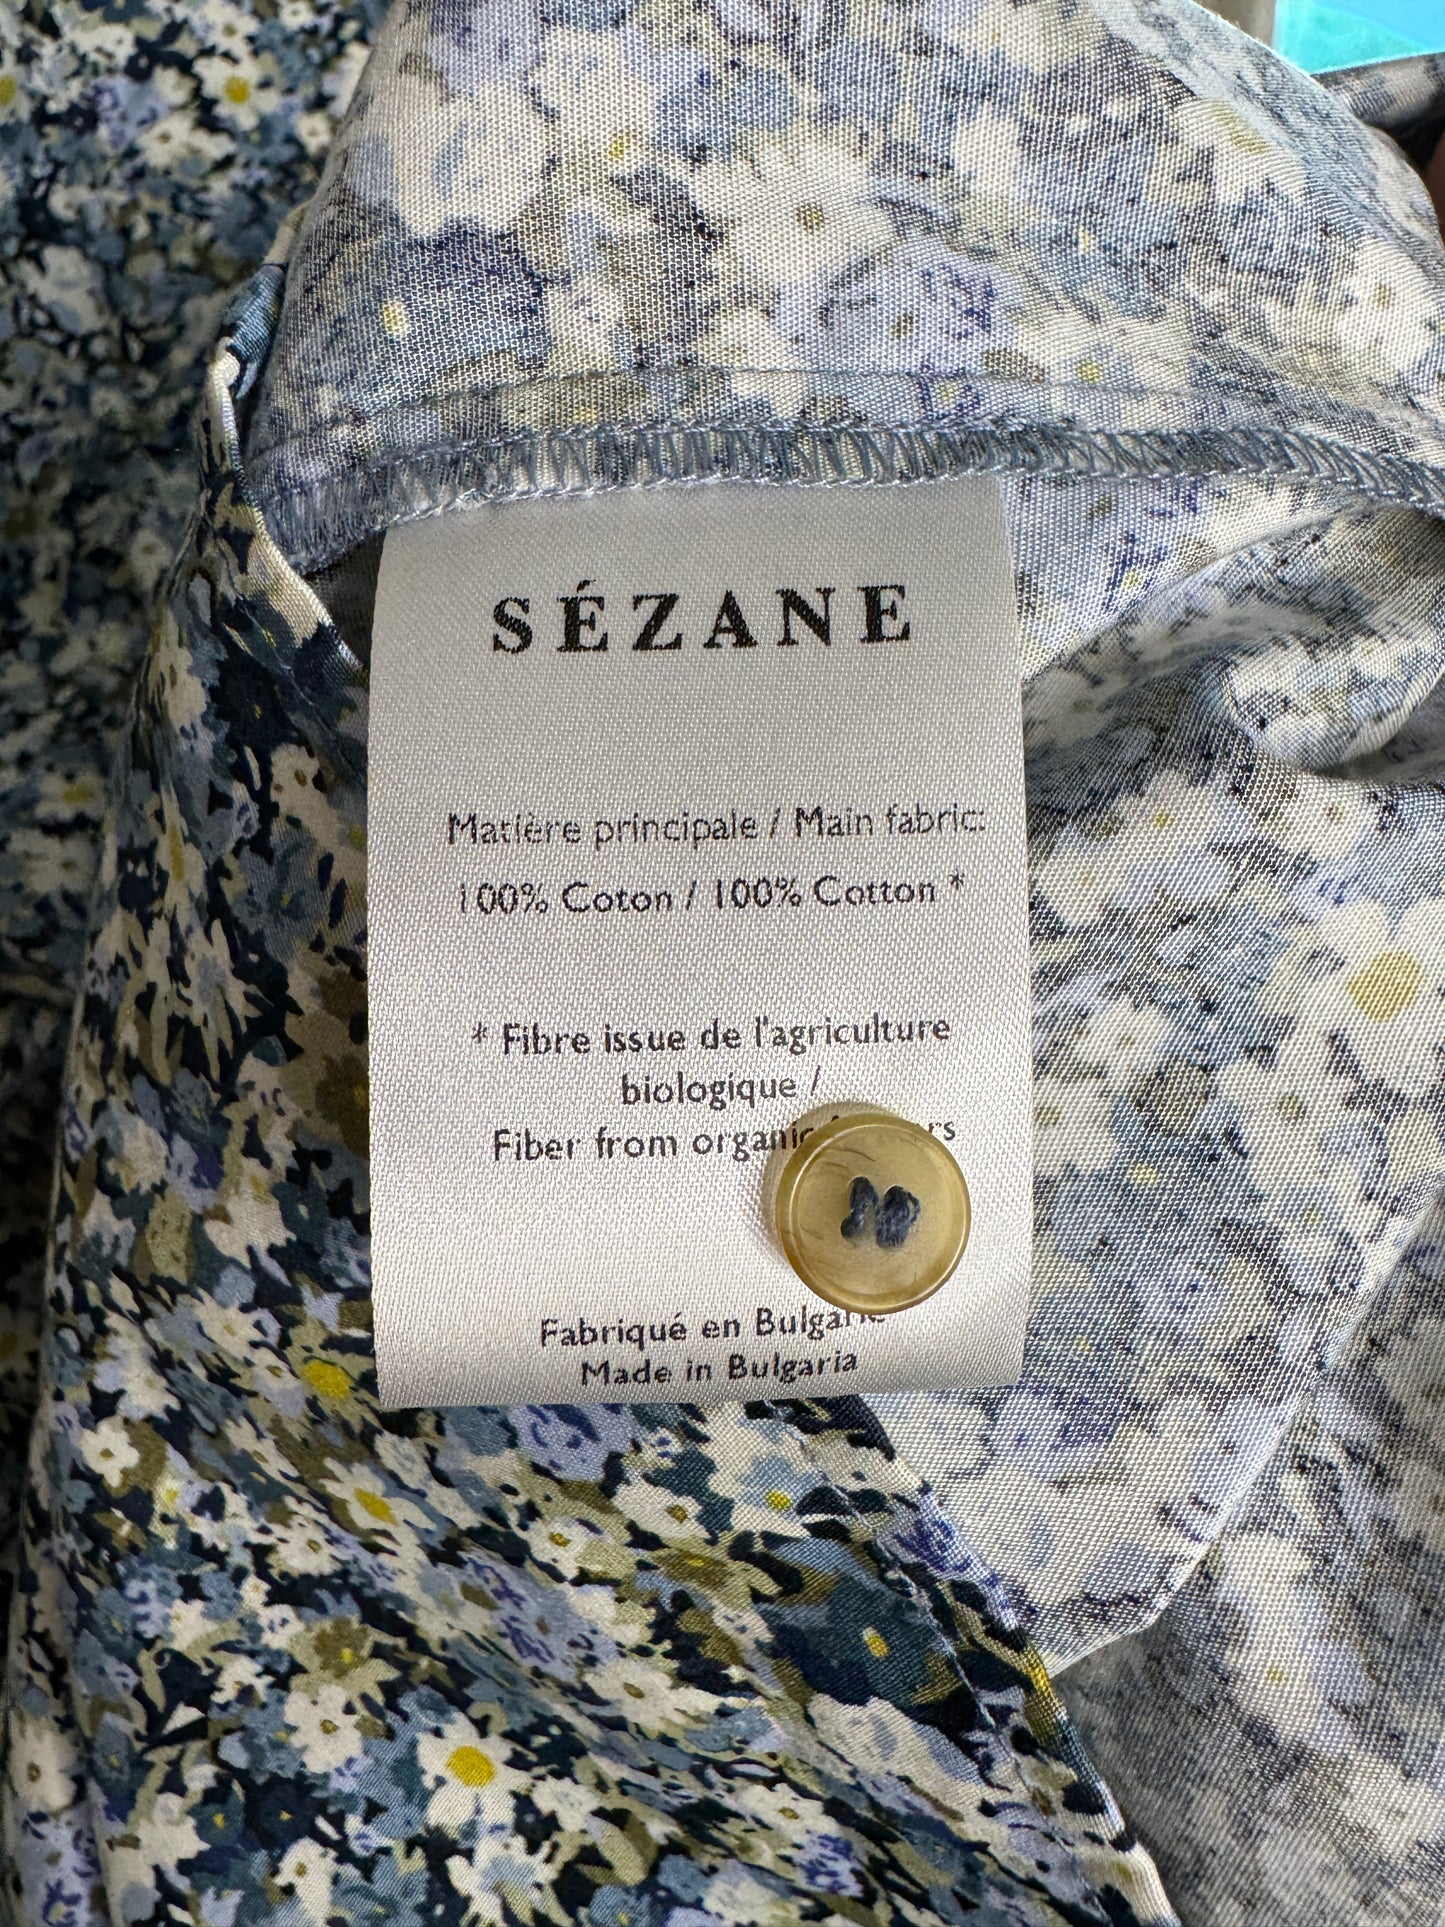 SÉZANE
Matière principale / Main fabric:
100% Coton / 100% Cotton *
* Fibre issue de l'agriculture
biologique /
Fiber from organic
Fabriqué en Bulgarie
Made in Bulgaria